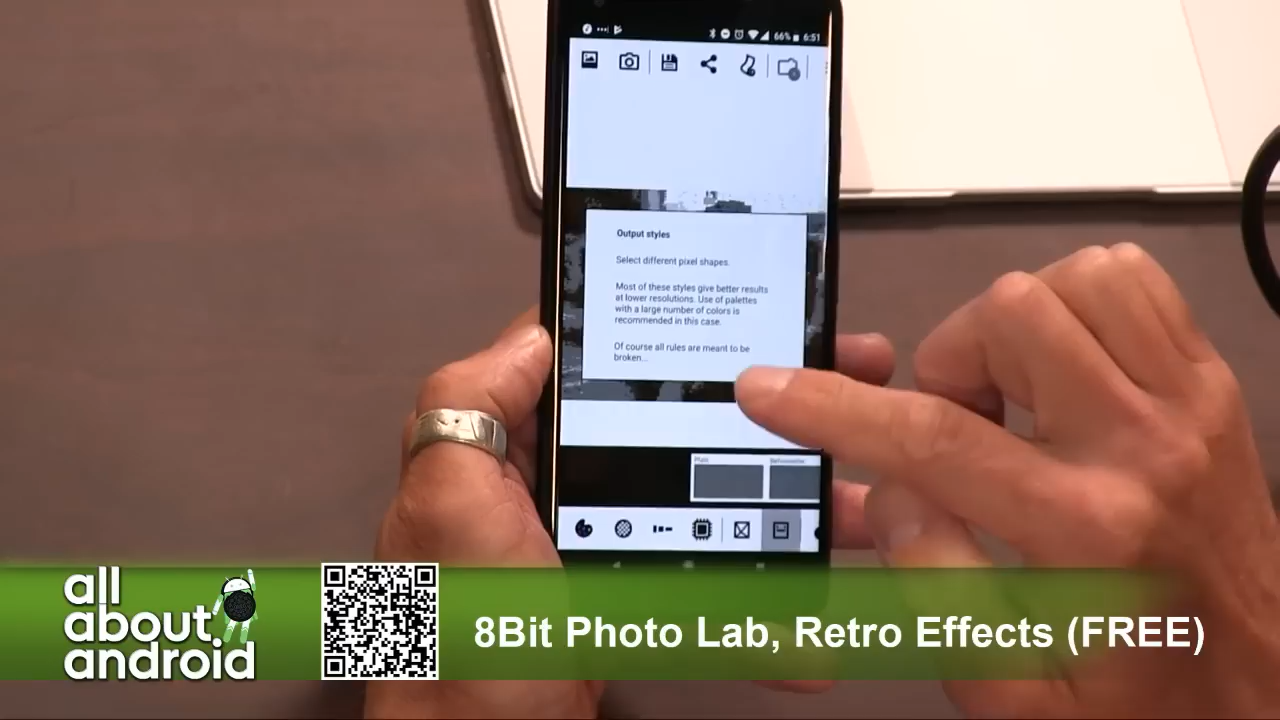 66% 6:51
Output styles
Select different pixel shapes.
Most of these styles give better results
at lower resolutions. Use of palettes
with a large number of colors is
recommended in this case.
Of course all rules are meant to be
broken...
Plain
all
about
android
8Bit Photo Lab, Retro Effects (FREE)